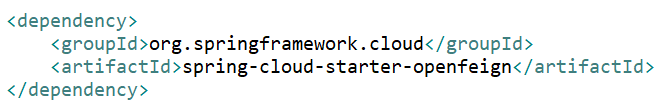 <dependency>
    <groupId>org.springframework.cloud</groupId>
    <artifactId>spring-cloud-starter-openfeign</artifactId>
</dependency>